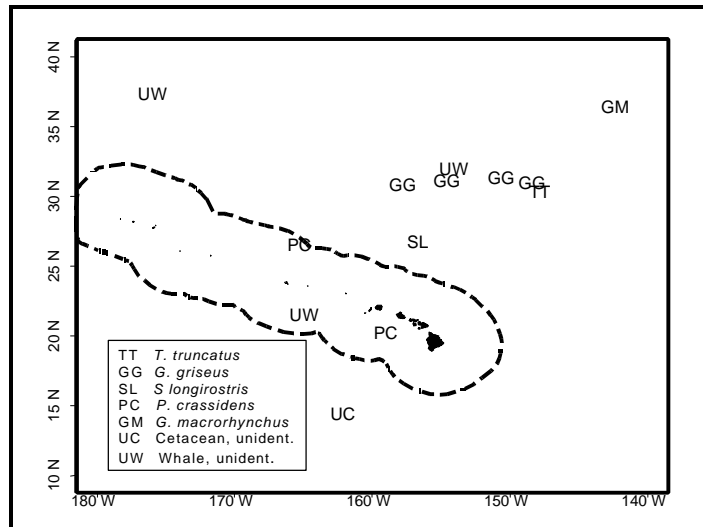 40 N
UW
GM
35 N
UW
GG
GG
GG
GG
TT
30 N
SL
PC
25 N
UW
PC
20 N
TT T. truncatus
GG G. griseus
SL S longirostris
PC P. crassidens
GM G. macrorhynchus
UC Cetacean, unident.
UW Whale, unident.
UC
15 N
10 N
180'W
170'W
160'W
150'W
140'W